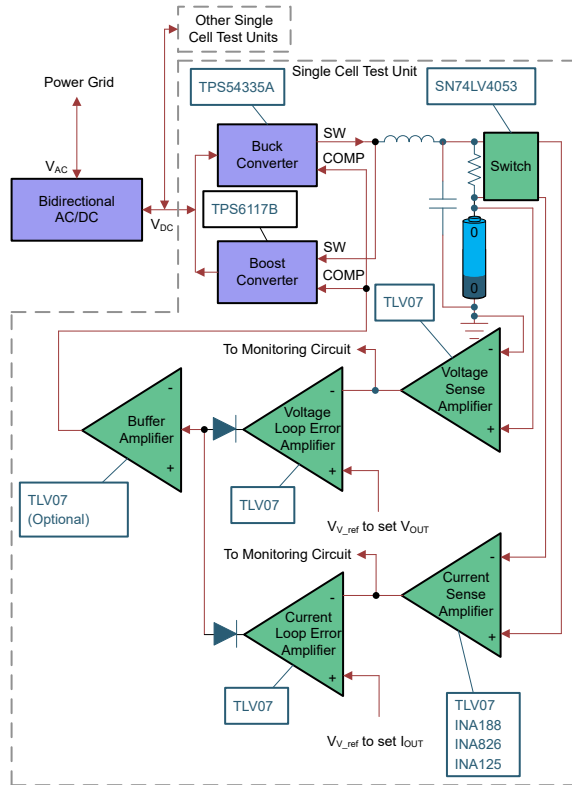 Other Single
Cell Test Units
Power Grid
Single Cell Test Unit
TPS54335A
SN74LV4053
SW
Buck
Converter
COMP
Switch
VAC
Bidirectional
AC/DC
VDC
TPS6117B
0
SW
Boost
Converter
COMP
0
TLV07
To Monitoring Circuit
-
Voltage
Sense
Amplifier
+
-
Buffer
Amplifier
+
-
Voltage
Loop Error
Amplifier
+
TLV07
(Optional)
TLV07
VV_ref to set VOUT
To Monitoring Circuit
-
Current
Sense
Amplifier
+
-
Current
Loop Error
Amplifier
+
TLV07
TLV07
INA188
INA826
INA125
VV_ref to set IOUT